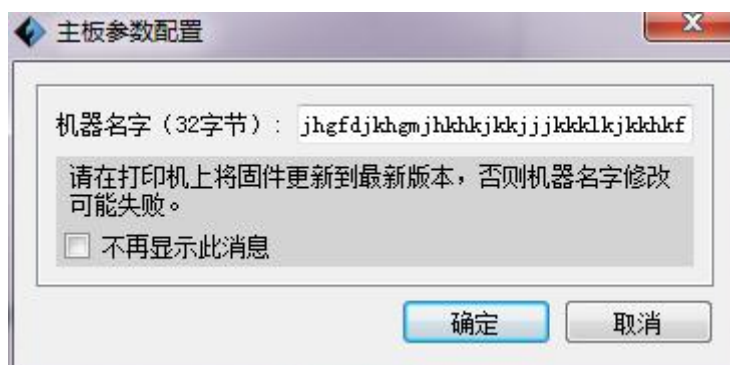 主板参数配置
机器名字（32字节）： jhgfdjkhgmjhkhkjkkjjjkkklkjkkhkf
请在打印机上将固件更新到最新版本，否则机器名字修改
可能失败。
不再显示此消息
确定 取消